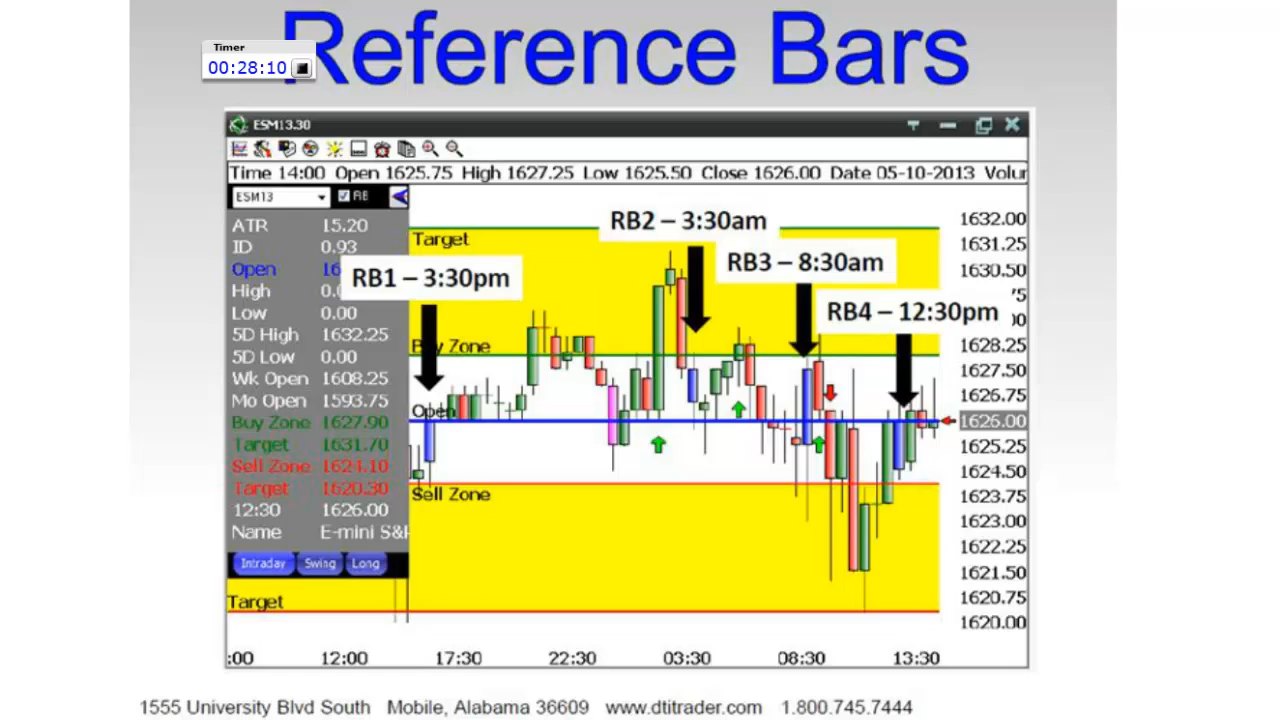 Reference Bars
Timer
00:28:10
ESM13.30
Time 14:00 Open 1625.75 High 1627.25 Low 1625.50 Close 1626.00 Date 05-10-2013 Volu
ESM13 RB
ATR 15.20
ID 0.93
Open
High
Low 0.00
5D High 1632.25
5D Low 0.00
Wk Open 1608.25
Mo Open 1593.75
Buy Zone 1627.90
Target 1631.70
Sell Zone 1624.10
Target 1620.30
12:30 1626.00
Name E-mini S&P
Intraday Swing Long
Target
RB1 – 3:30pm
RB2 – 3:30am
RB3 – 8:30am
RB4 – 12:30pm
Target
Zone
Open
Sell Zone
1632.00
1631.25
1630.50
1628.25
1627.50
1626.75
1626.00
1625.25
1624.50
1623.75
1623.00
1622.25
1621.50
1620.75
1620.00
:00 12:00 17:30 22:30 03:30 08:30 13:30
1555 University Blvd South Mobile, Alabama 36609 www.dtitrader.com 1.800.745.7444